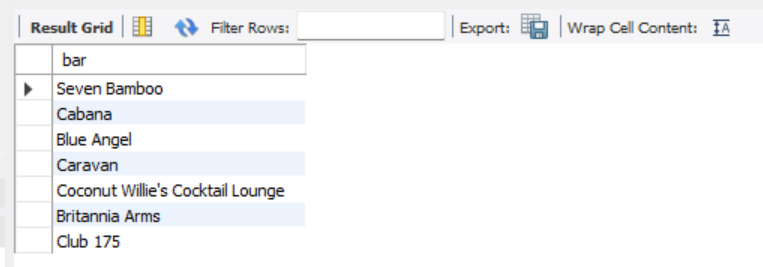 Result Grid Filter Rows: Export: Wrap Cell Content: IA
bar
Seven Bamboo
Cabana
Blue Angel
Caravan
Coconut Willie's Cocktail Lounge
Britannia Arms
Club 175